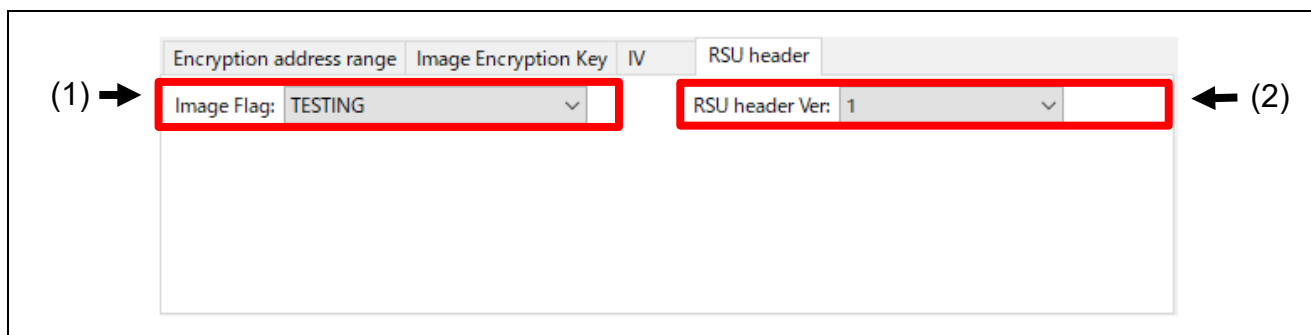 Encryption address range Image Encryption Key IV RSU header
(1) Image Flag: TESTING RSU header Ver: 1 (2)